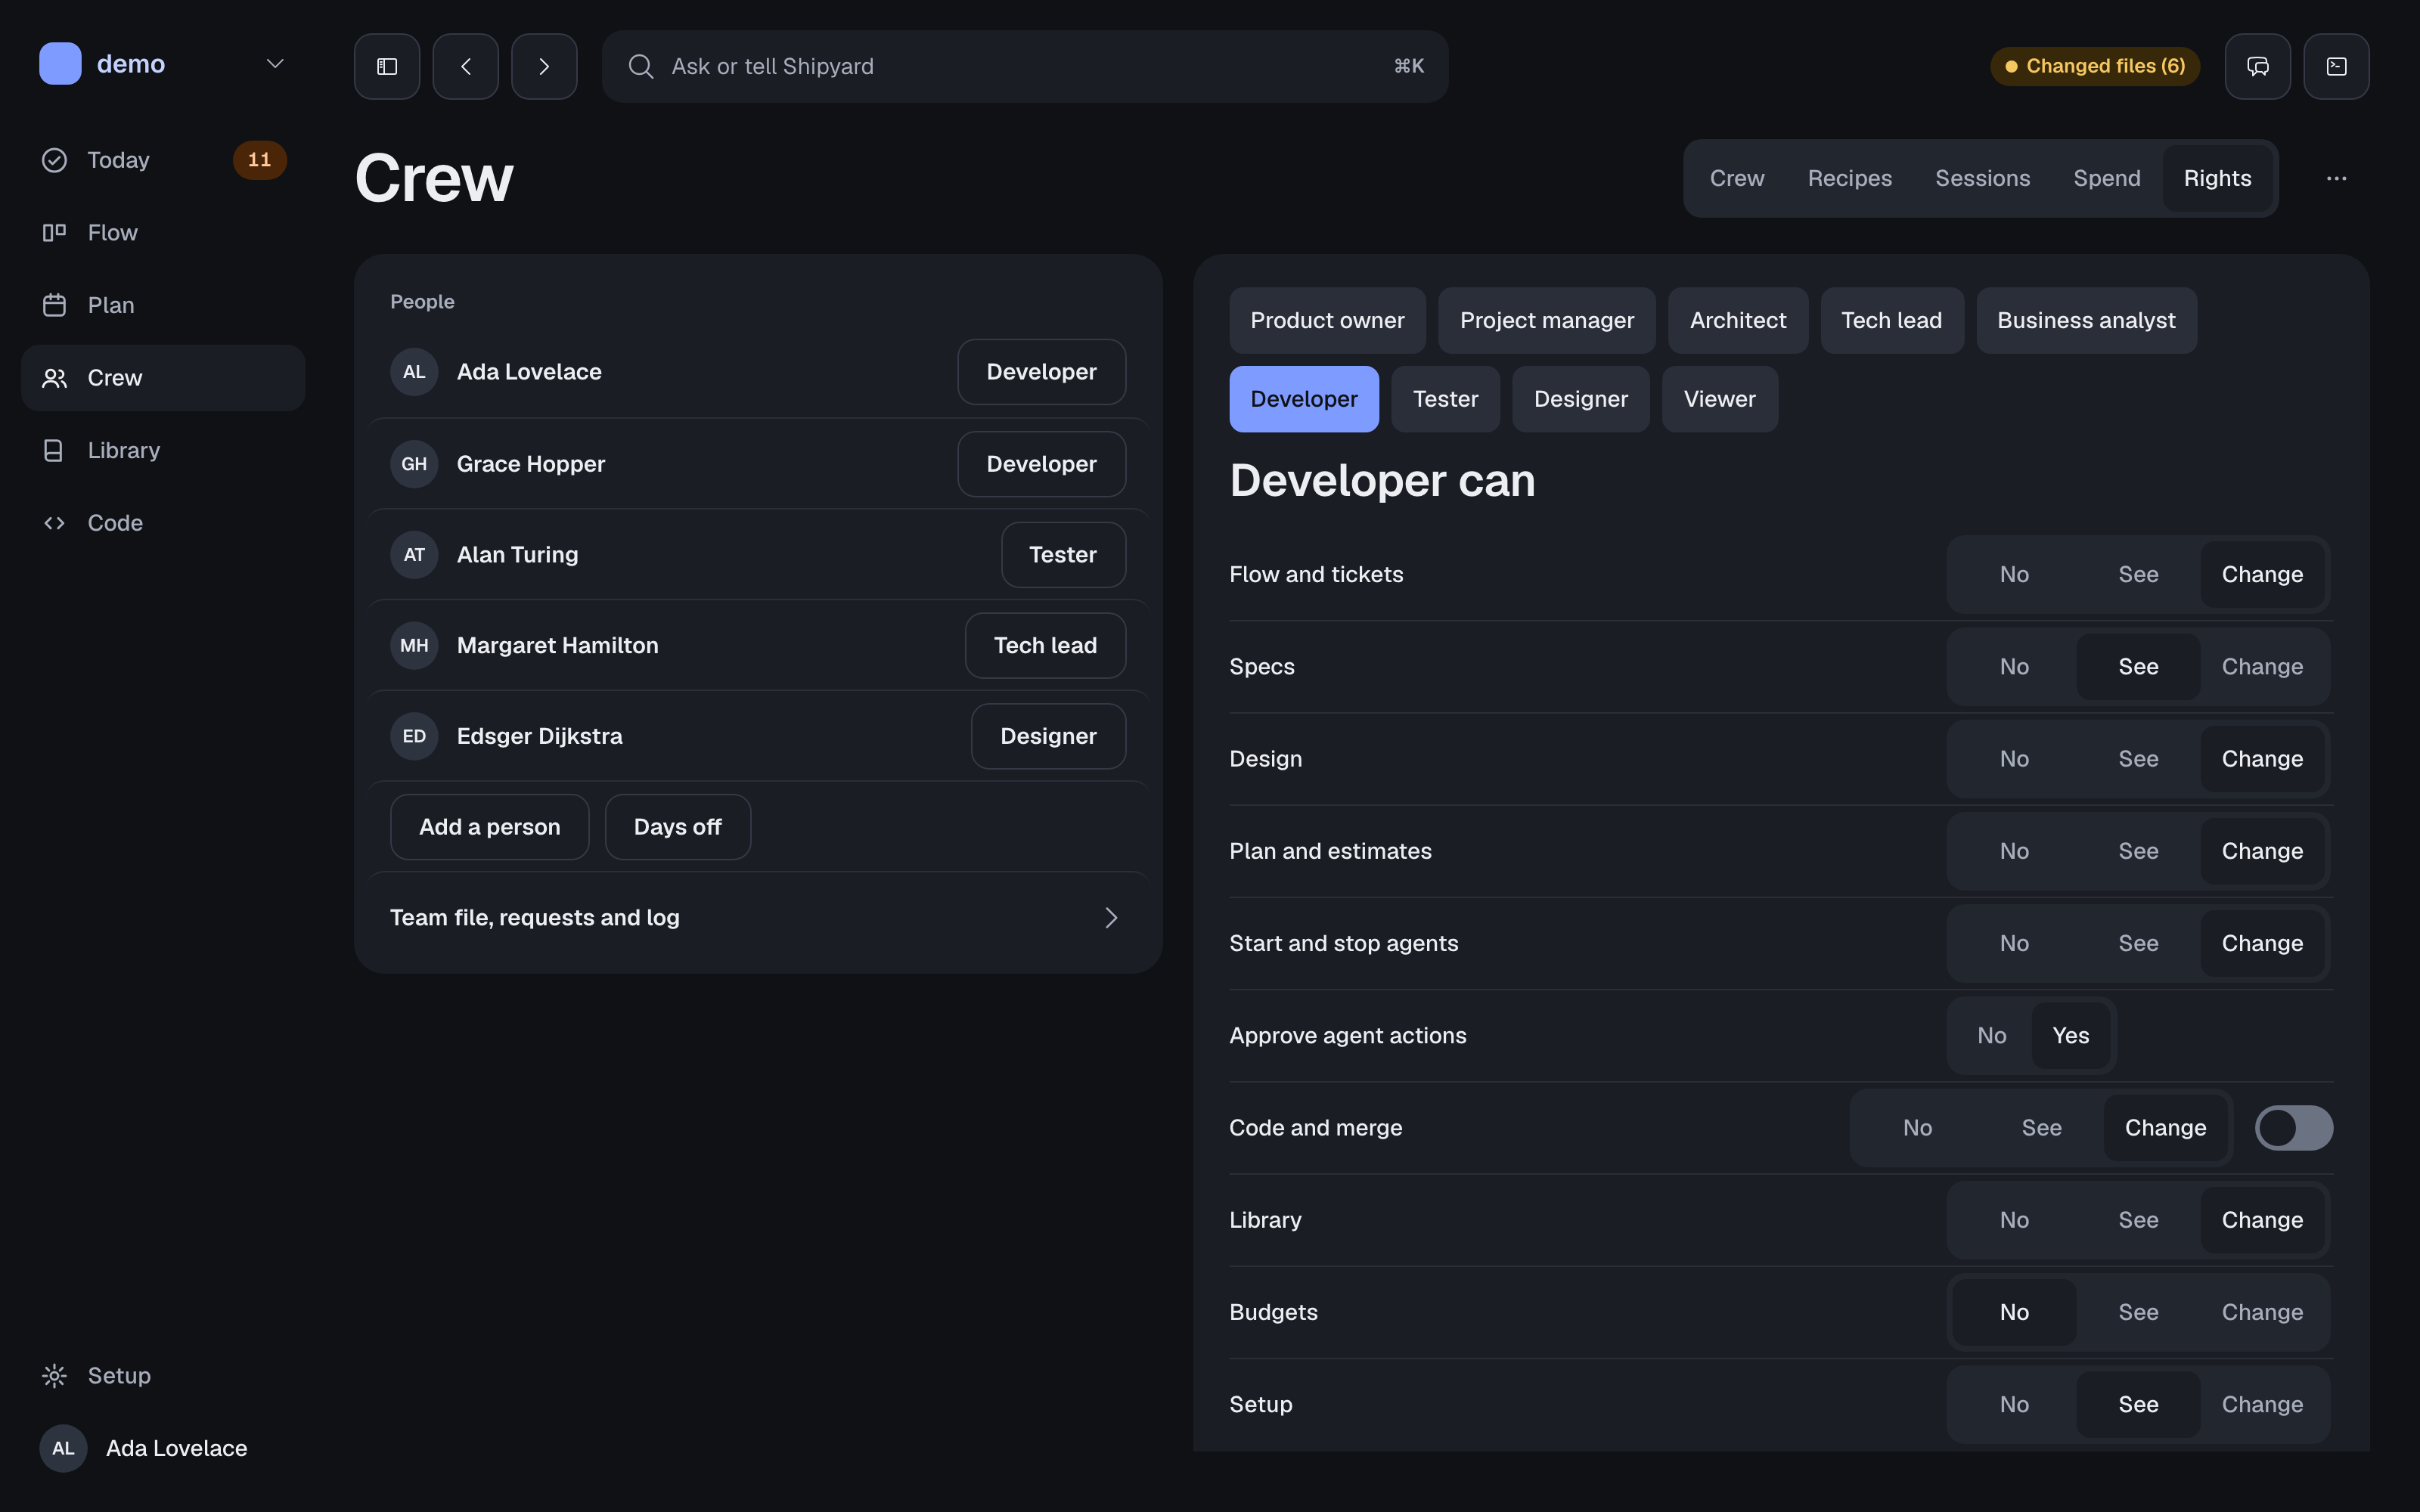 demo
Ask or tell Shipyard
⌘K
Changed files (6)
Today
11
Flow
Plan
Crew
Library
Code
Setup
AL
Ada Lovelace
Crew
Crew
Recipes
Sessions
Spend
Rights
People
AL
Ada Lovelace
Developer
GH
Grace Hopper
Developer
AT
Alan Turing
Tester
MH
Margaret Hamilton
Tech lead
ED
Edsger Dijkstra
Designer
Add a person
Days off
Team file, requests and log
Product owner
Project manager
Architect
Tech lead
Business analyst
Developer
Tester
Designer
Viewer
Developer can
Flow and tickets
No
See
Change
Specs
No
See
Change
Design
No
See
Change
Plan and estimates
No
See
Change
Start and stop agents
No
See
Change
Approve agent actions
No
Yes
Code and merge
No
See
Change
Library
No
See
Change
Budgets
No
See
Change
Setup
No
See
Change